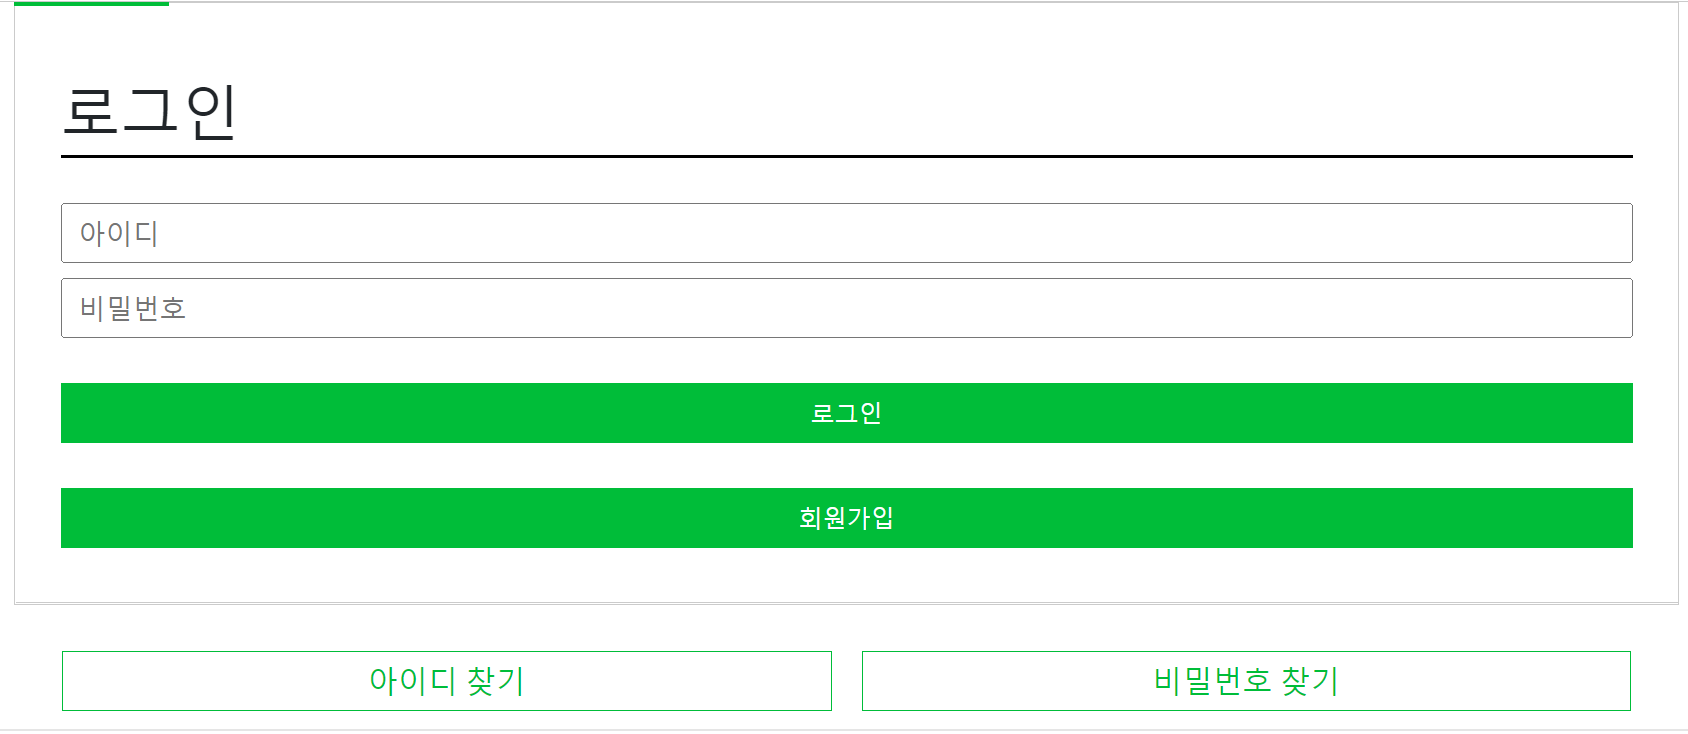 로그인
아이디
비밀번호
로그인
회원가입
아이디 찾기
비밀번호 찾기